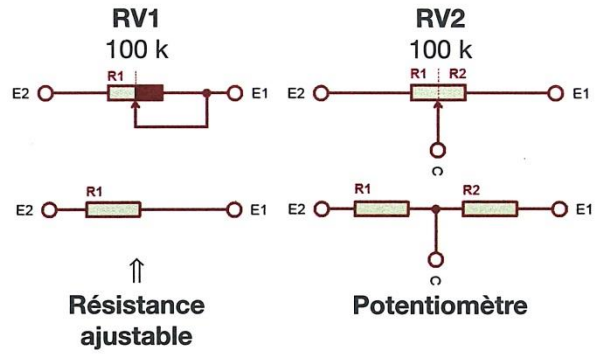 RV1
100 k
R1
E2
E1
R1
E2
E1
⇑
Résistance
ajustable
RV2
100 k
R1 R2
E2
E1
C
R1
R2
E2
E1
C
Potentiomètre